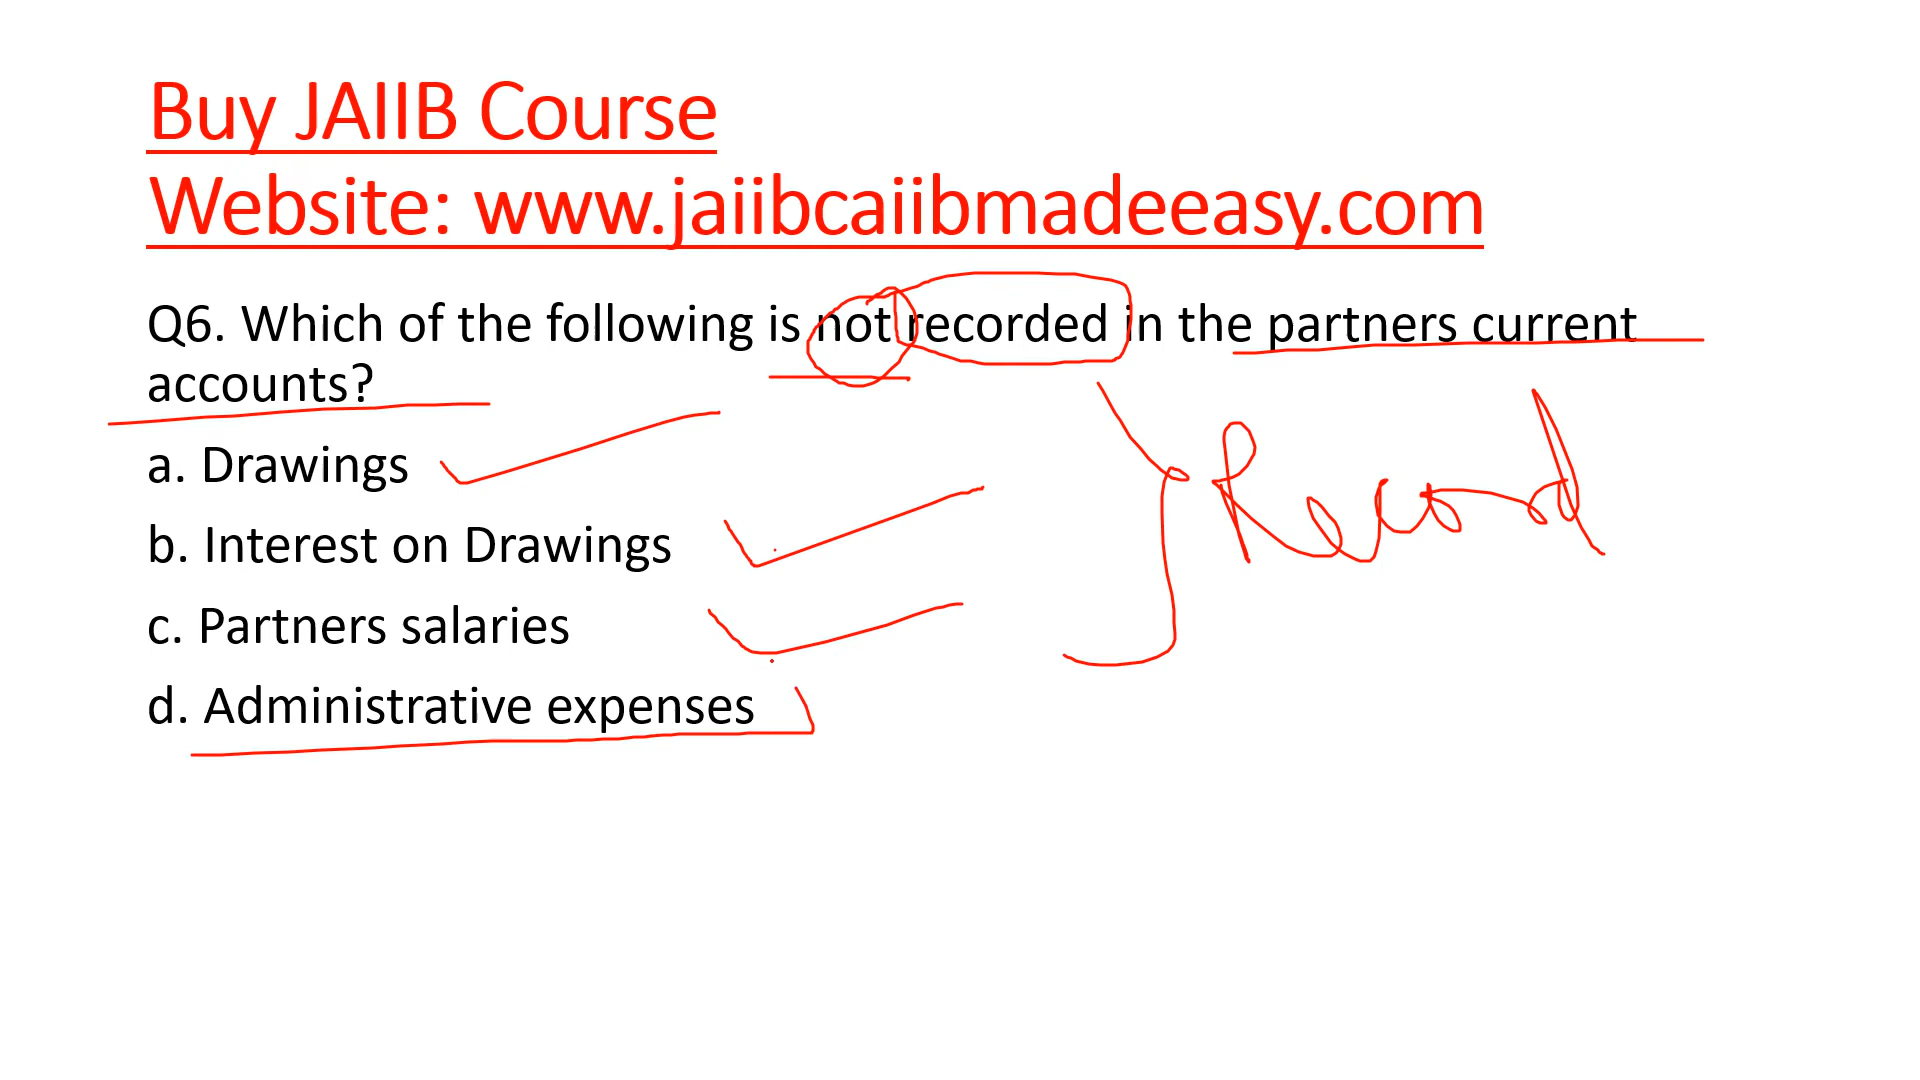 Buy JAIIB Course
Website: www.jaiibcaiibmadeeasy.com
Q6. Which of the following is not recorded in the partners current
accounts?
a. Drawings
b. Interest on Drawings
c. Partners salaries
d. Administrative expenses
Record